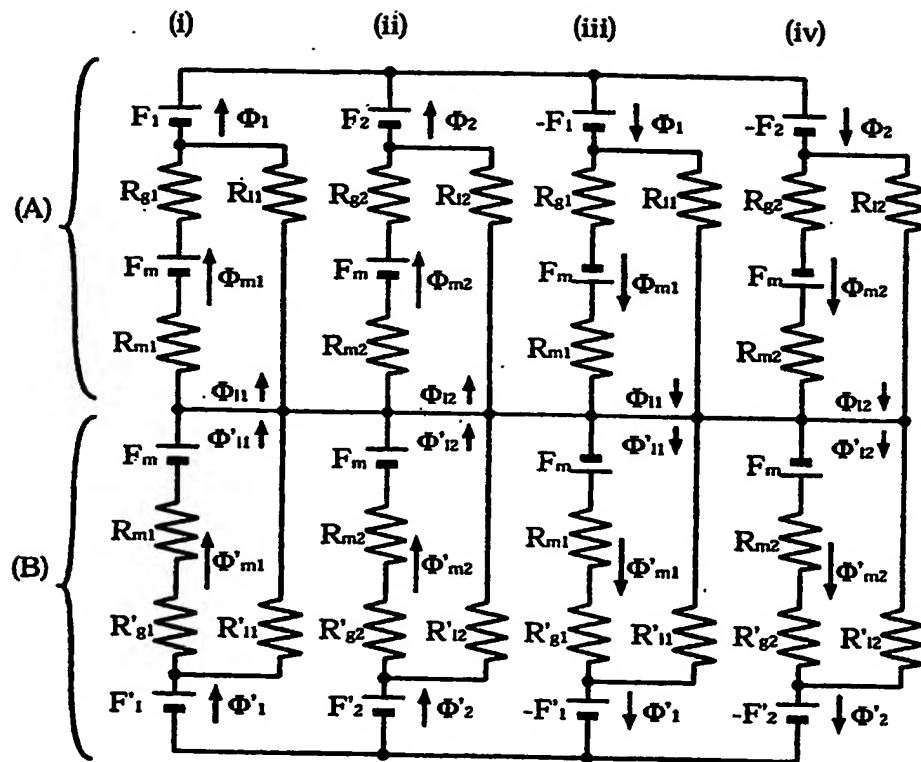 (i) (ii) (iii) (iv)
F1 Φ1 F2 Φ2 -F1 Φ1 -F2 Φ2
(A)
Rg1 Rl1 Rg2 Rl2 Rg1 Rl1 Rg2 Rl2
Fm Φm1 Fm Φm2 Fm Φm1 Fm Φm2
Rm1 Rm2 Rm1 Rm2
Φl1 Φl2 Φl1 Φl2
Φ'l1 Φ'l2 Φ'l1 Φ'l2
Fm Fm Fm Fm
Rm1 Rm2 Rm1 Rm2
(B)
Φ'm1 Φ'm2 Φ'm1 Φ'm2
R'g1 R'l1 R'g2 R'l2 R'g1 R'l1 R'g2 R'l2
F'1 Φ'1 F'2 Φ'2 -F'1 Φ'1 -F'2 Φ'2